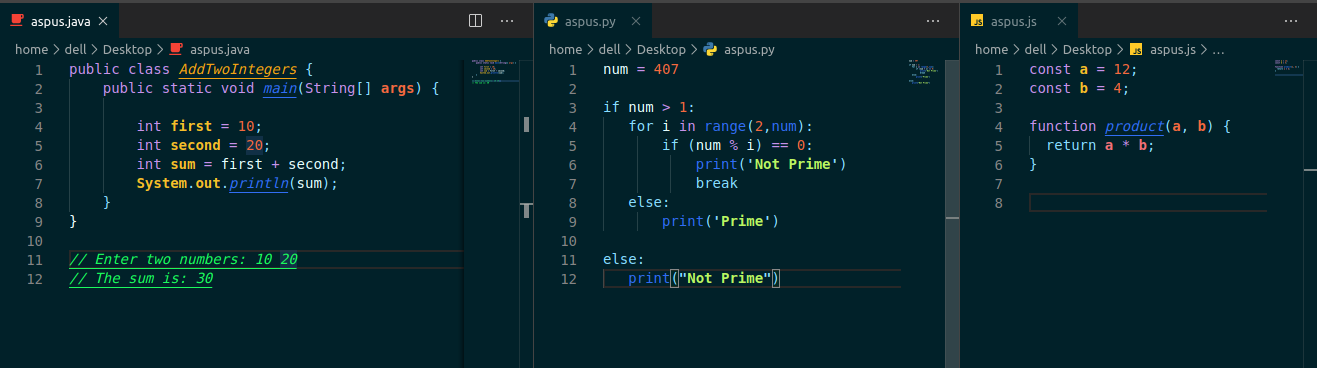 aspus.java
home > dell > Desktop > aspus.java
1 public class AddTwoIntegers {
2 public static void main(String[] args) {
3
4 int first = 10;
5 int second = 20;
6 int sum = first + second;
7 System.out.println(sum);
8 }
9 }
10
11 // Enter two numbers: 10 20
12 // The sum is: 30
aspus.py
home > dell > Desktop > aspus.py
1 num = 407
2
3 if num > 1:
4 for i in range(2,num):
5 if (num % i) == 0:
6 print('Not Prime')
7 break
8 else:
9 print('Prime')
10
11 else:
12 print("Not Prime")
JS aspus.js
home > dell > Desktop > JS aspus.js > ...
1 const a = 12;
2 const b = 4;
3
4 function product(a, b) {
5 return a * b;
6 }
7
8